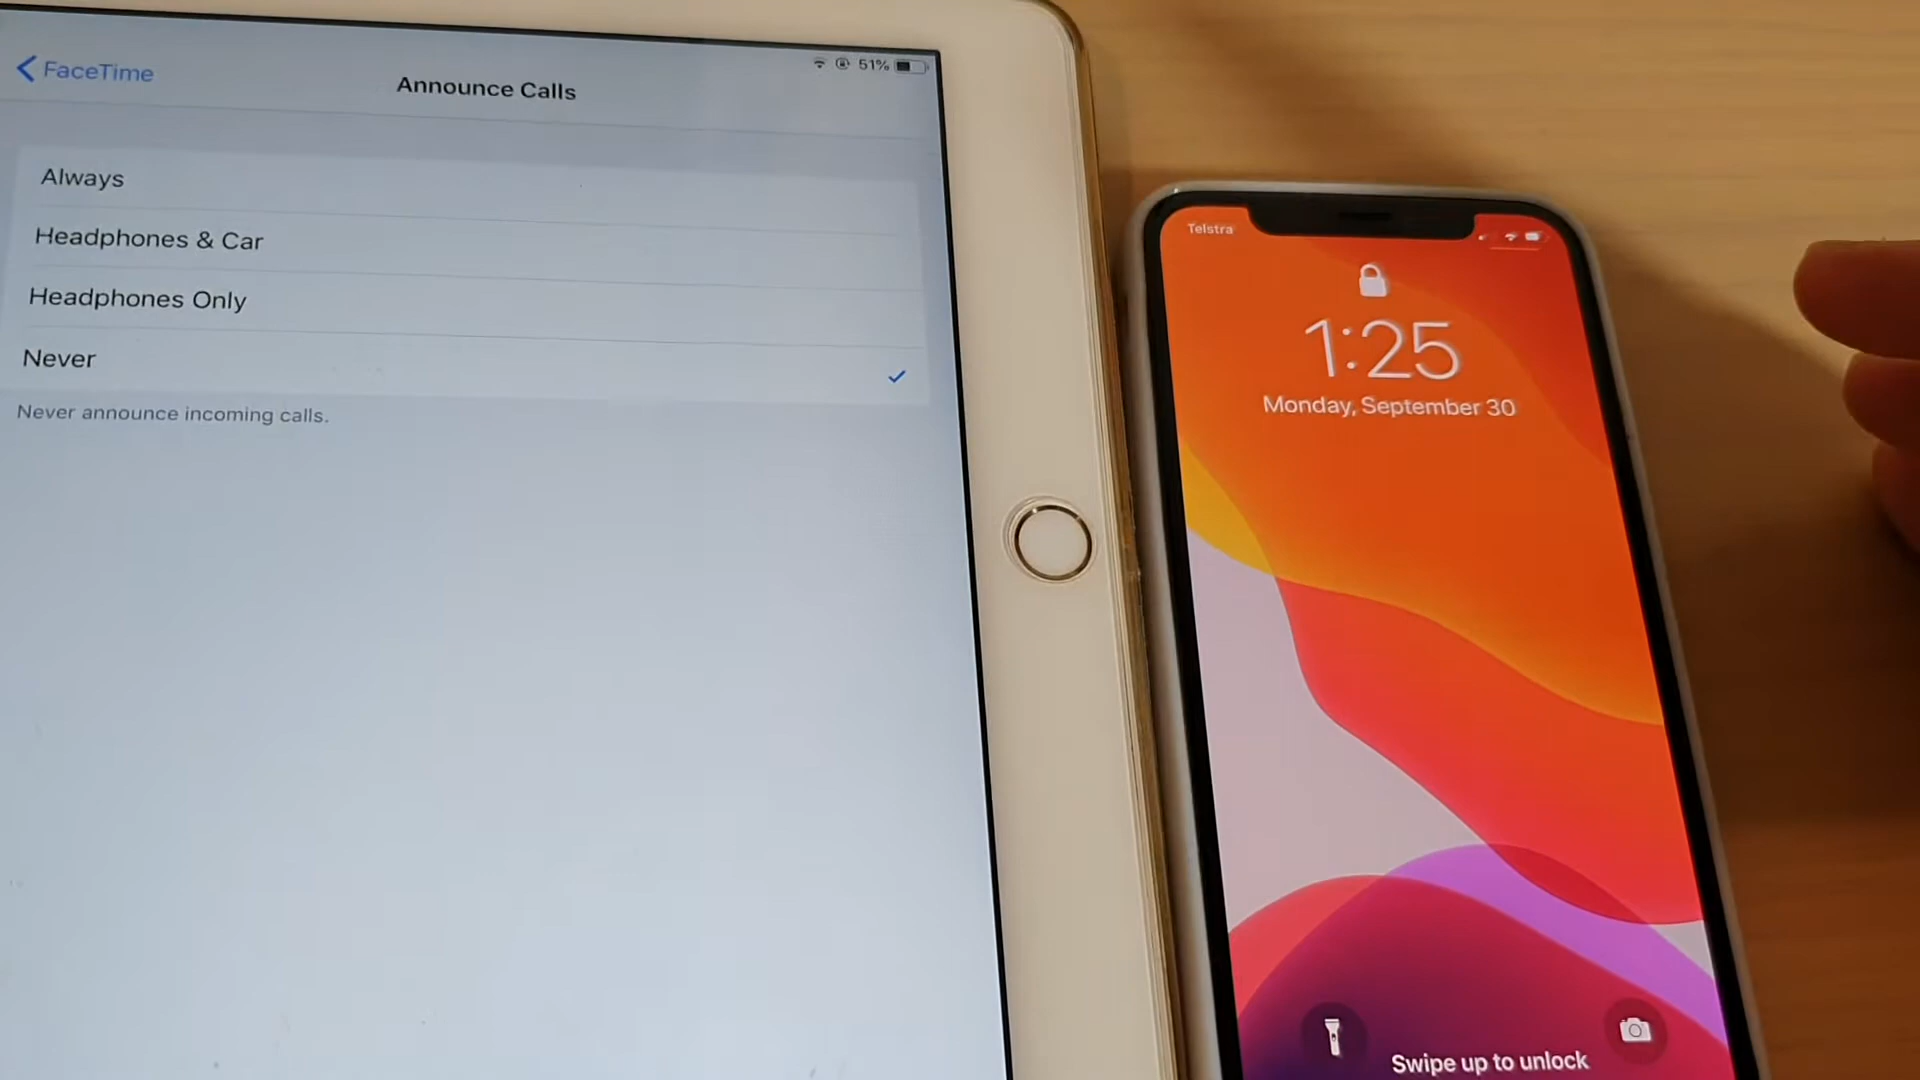 FaceTime
Announce Calls
51%
Always
Headphones & Car
Headphones Only
Never
Never announce incoming calls.
Telstra
1:25
Monday, September 30
Swipe up to unlock